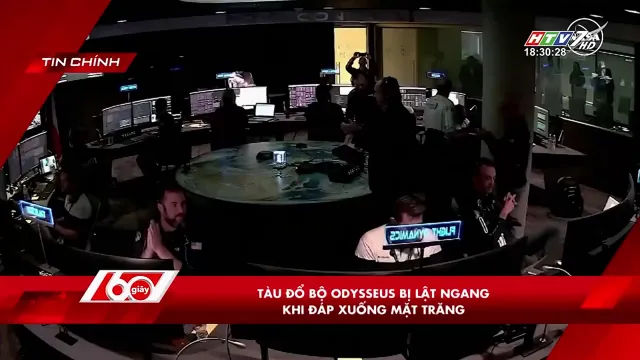 TIN CHÍNH
HTV7
HD
18:30:28
FLIGHT DYNAMICS
60
giây
TÀU ĐỔ BỘ ODYSSEUS BỊ LẬT NGANG
KHI ĐÁP XUỐNG MẶT TRĂNG